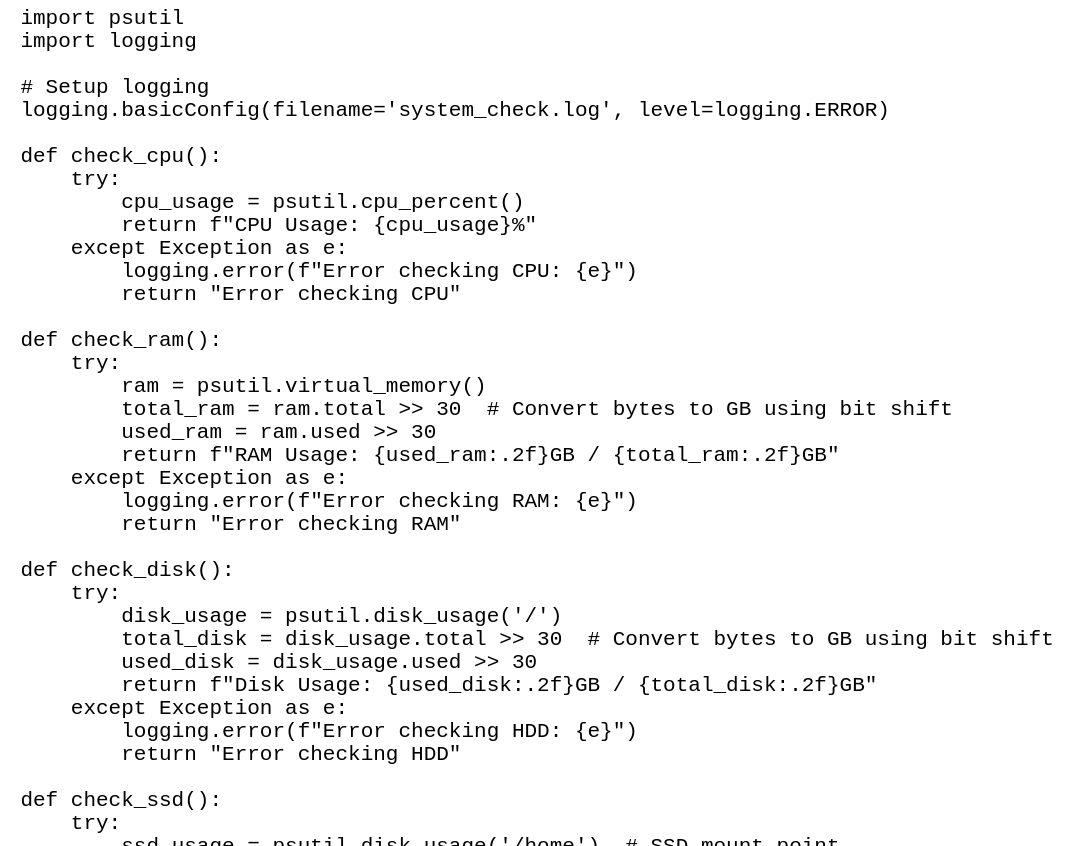 import psutil
import logging

# Setup logging
logging.basicConfig(filename='system_check.log', level=logging.ERROR)

def check_cpu():
    try:
        cpu_usage = psutil.cpu_percent()
        return f"CPU Usage: {cpu_usage}%"
    except Exception as e:
        logging.error(f"Error checking CPU: {e}")
        return "Error checking CPU"

def check_ram():
    try:
        ram = psutil.virtual_memory()
        total_ram = ram.total >> 30  # Convert bytes to GB using bit shift
        used_ram = ram.used >> 30
        return f"RAM Usage: {used_ram:.2f}GB / {total_ram:.2f}GB"
    except Exception as e:
        logging.error(f"Error checking RAM: {e}")
        return "Error checking RAM"

def check_disk():
    try:
        disk_usage = psutil.disk_usage('/')
        total_disk = disk_usage.total >> 30  # Convert bytes to GB using bit shift
        used_disk = disk_usage.used >> 30
        return f"Disk Usage: {used_disk:.2f}GB / {total_disk:.2f}GB"
    except Exception as e:
        logging.error(f"Error checking HDD: {e}")
        return "Error checking HDD"

def check_ssd():
    try:
        ssd_usage = psutil.disk_usage('/home')  # SSD mount point